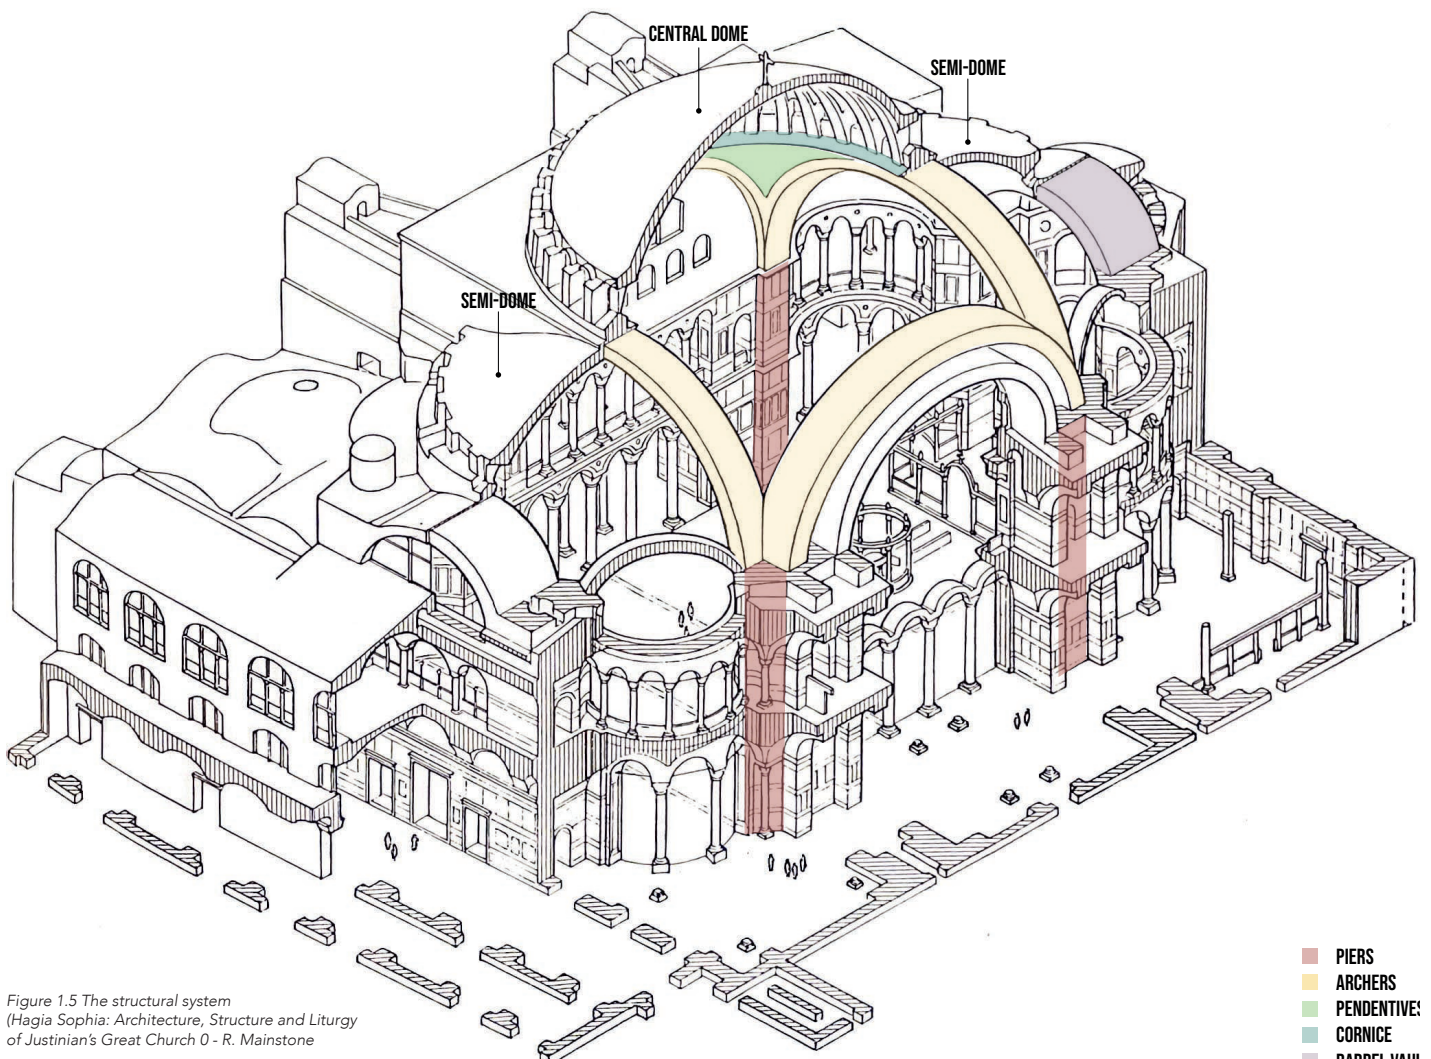 CENTRAL DOME
SEMI-DOME
SEMI-DOME
PIERS
ARCHERS
PENDENTIVES
CORNICE
Figure 1.5 The structural system
(Hagia Sophia: Architecture, Structure and Liturgy
of Justinian's Great Church 0 - R. Mainstone